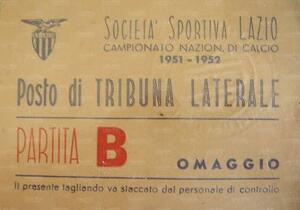 SOCIETA' SPORTIVA LAZIO
CAMPIONATO NAZION. DI CALCIO
1951 - 1952
Posto di TRIBUNA LATERALE
PARTITA B
OMAGGIO
Il presente tagliando va staccato dal personale di controllo